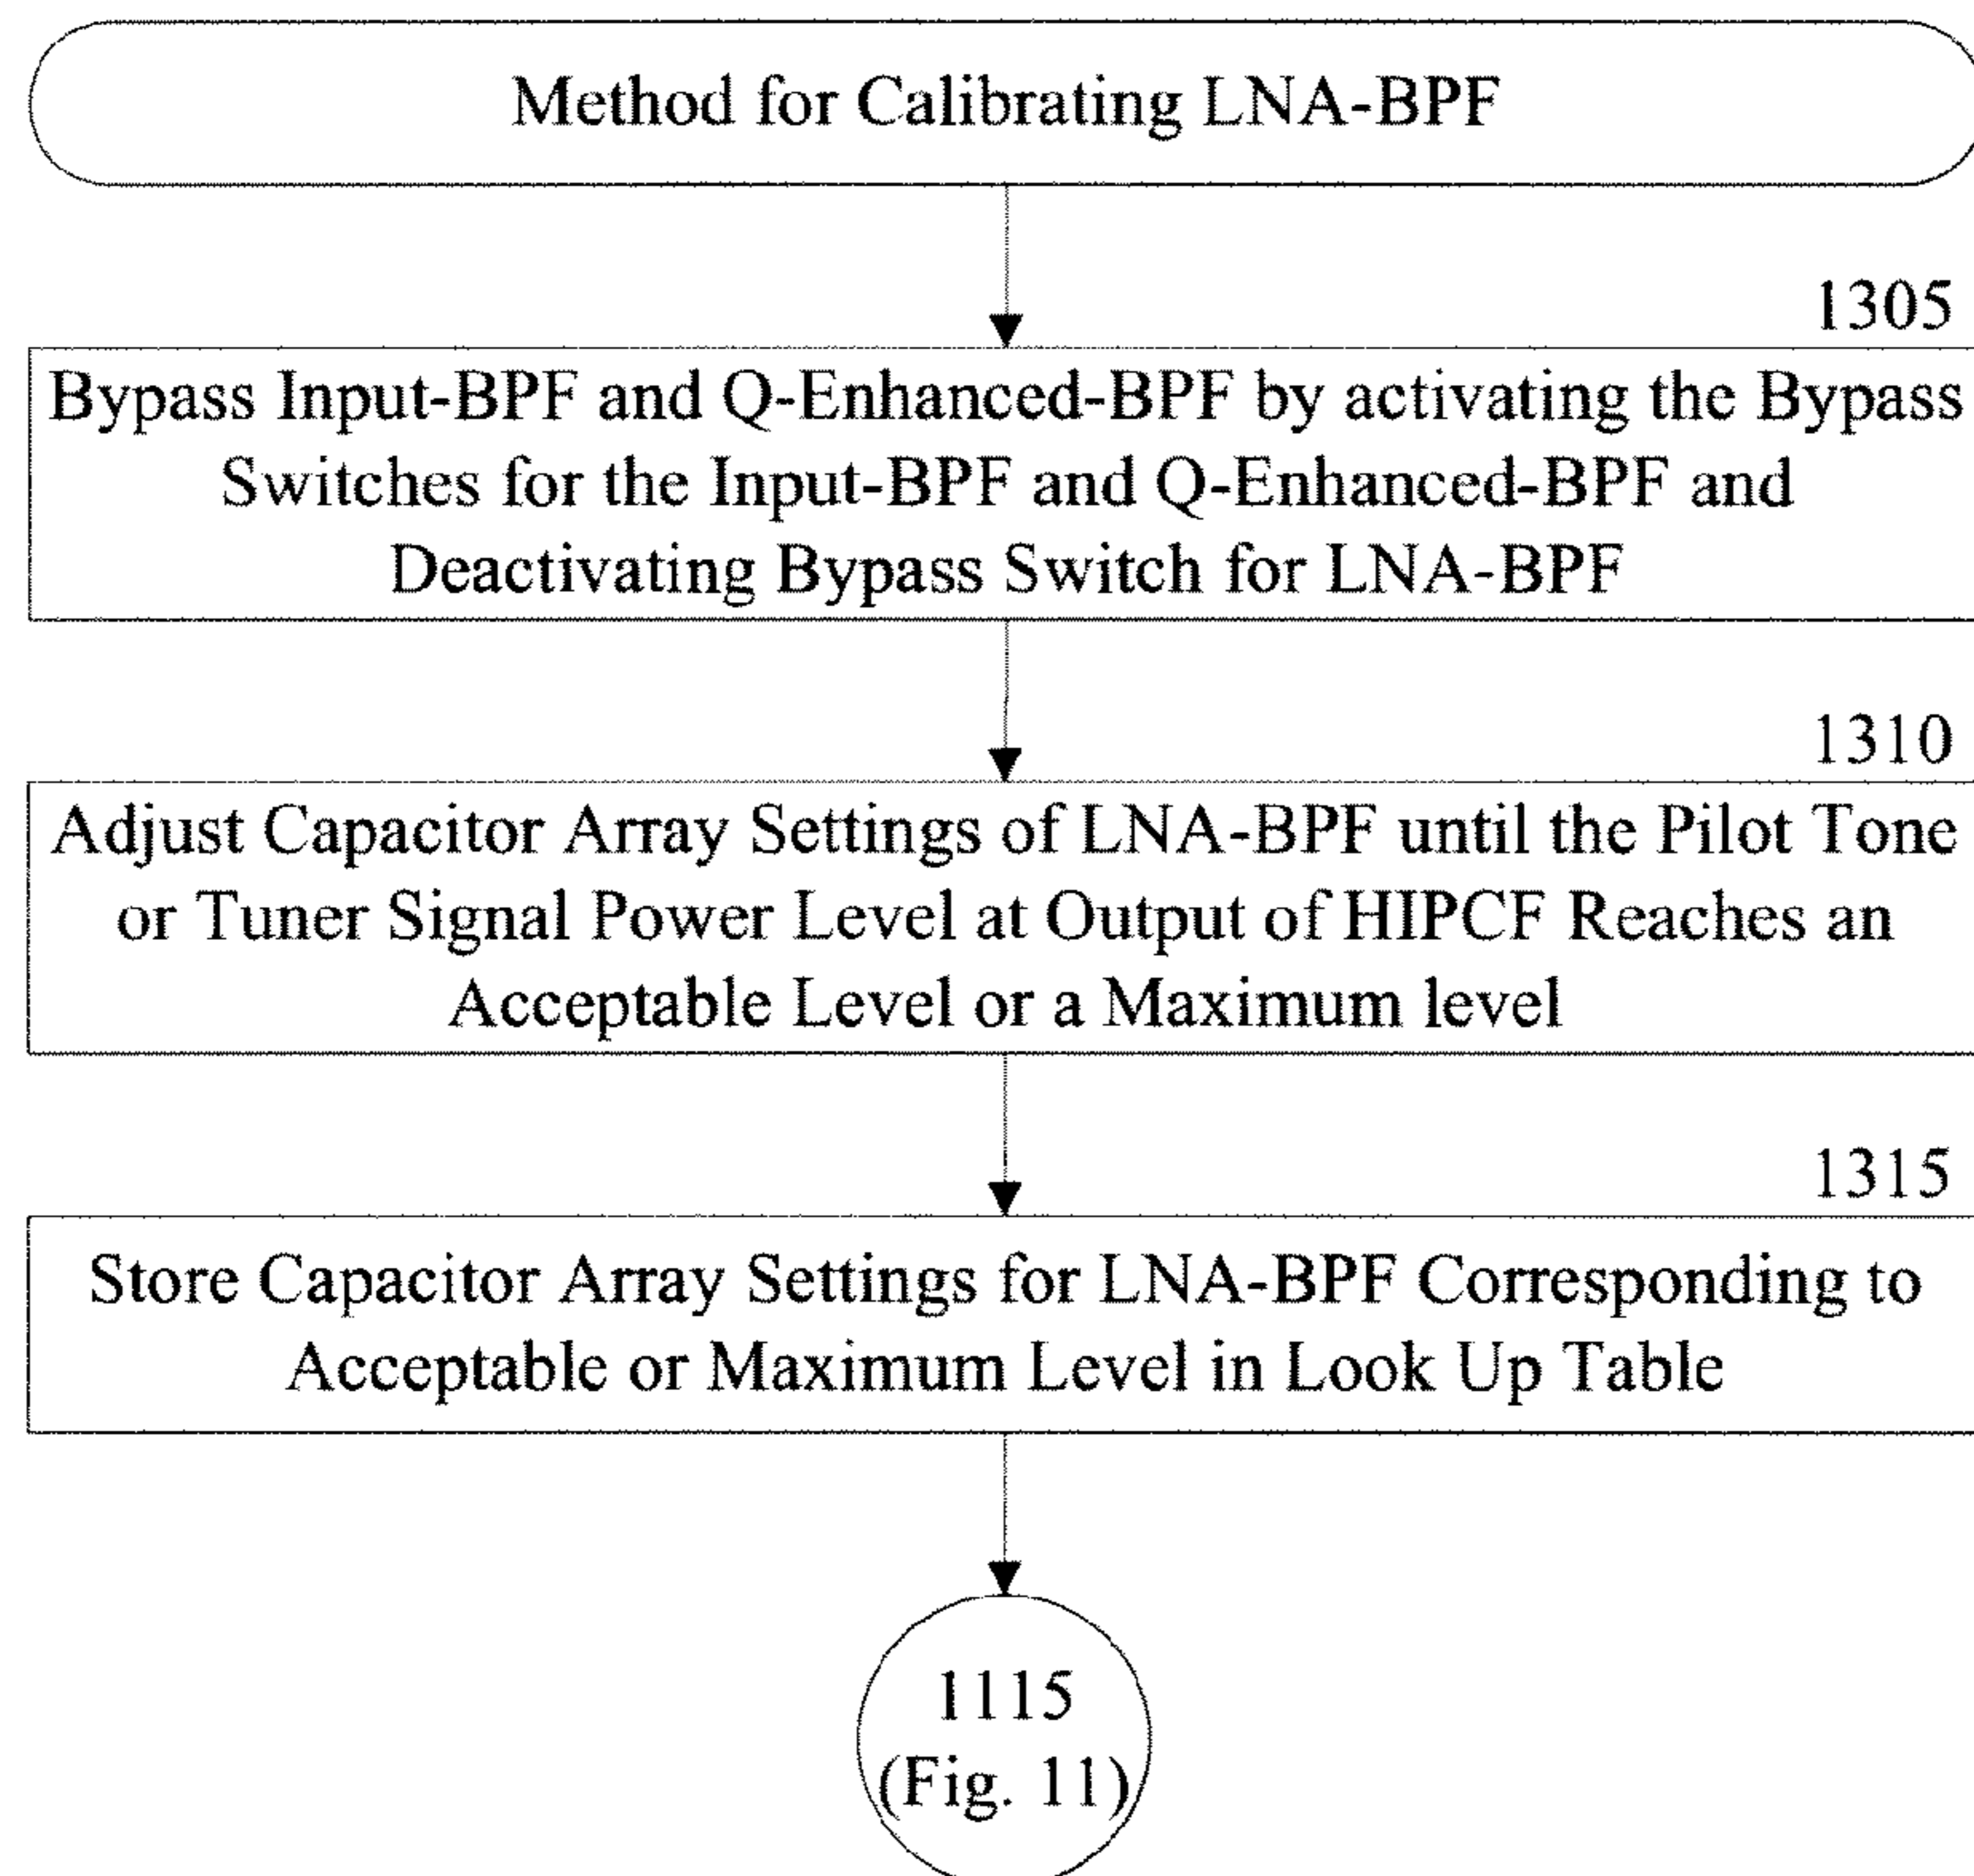 Method for Calibrating LNA-BPF
1305
Bypass Input-BPF and Q-Enhanced-BPF by activating the Bypass
Switches for the Input-BPF and Q-Enhanced-BPF and
Deactivating Bypass Switch for LNA-BPF
1310
Adjust Capacitor Array Settings of LNA-BPF until the Pilot Tone
or Tuner Signal Power Level at Output of HIPCF Reaches an
Acceptable Level or a Maximum level
1315
Store Capacitor Array Settings for LNA-BPF Corresponding to
Acceptable or Maximum Level in Look Up Table
1115
(Fig. 11)